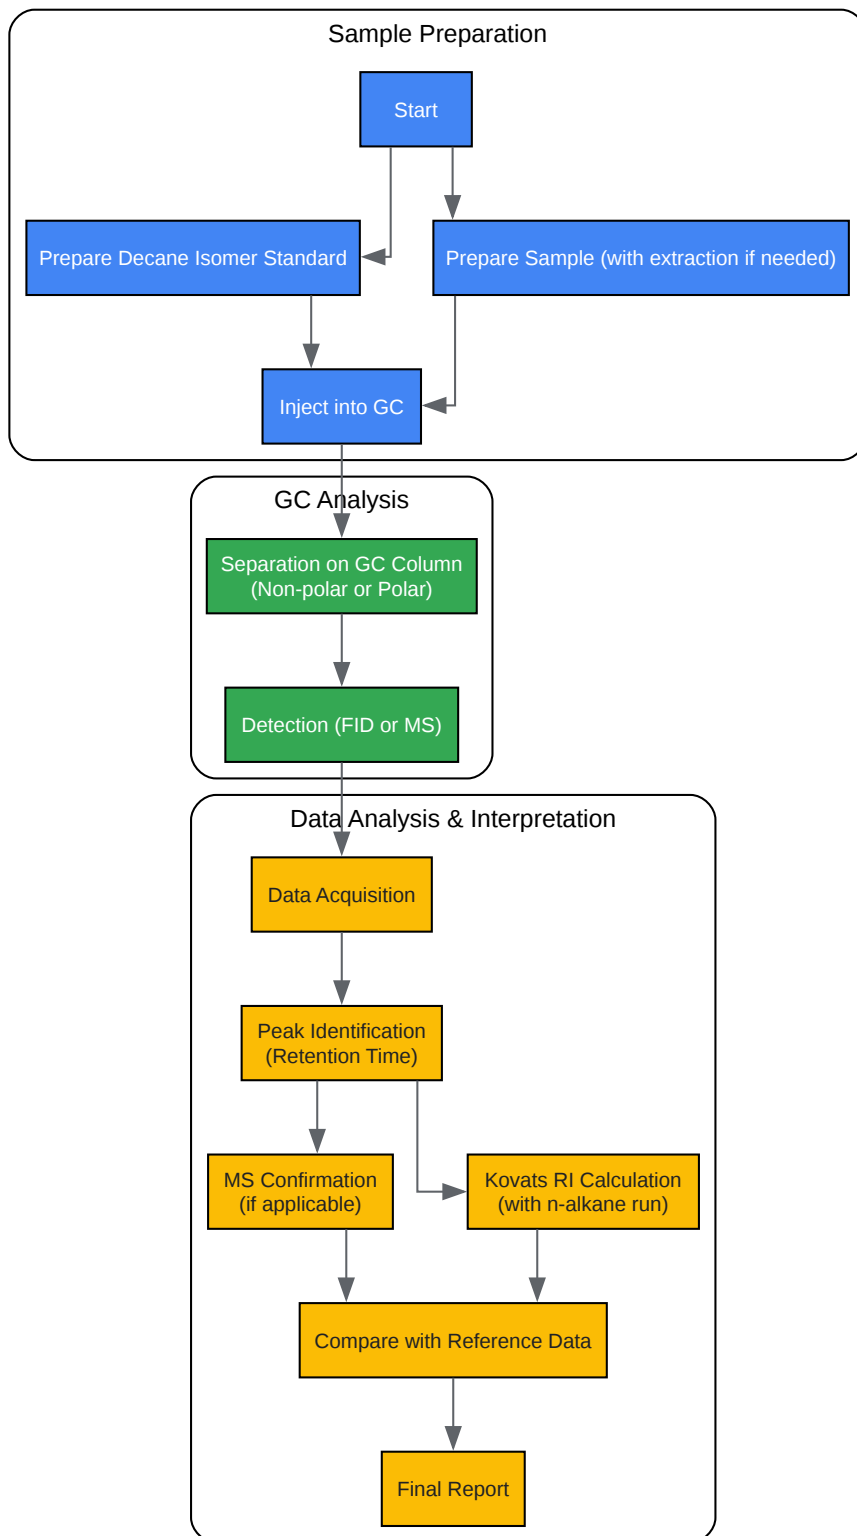 Sample Preparation
Start
Prepare Decane Isomer Standard
Prepare Sample (with extraction if needed)
Inject into GC
GC Analysis
Separation on GC Column
(Non-polar or Polar)
Detection (FID or MS)
Data Analysis & Interpretation
Data Acquisition
Peak Identification
(Retention Time)
MS Confirmation
(if applicable)
Kovats RI Calculation
(with n-alkane run)
Compare with Reference Data
Final Report